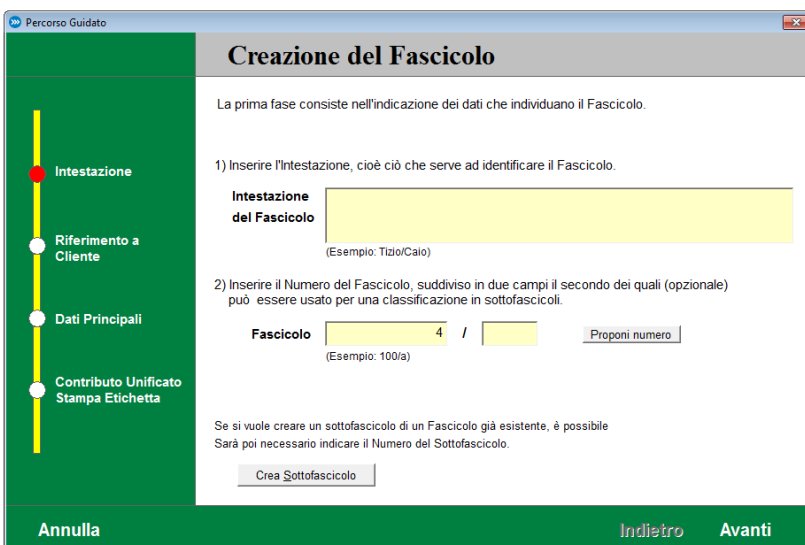 Percorso Guidato
Creazione del Fascicolo
La prima fase consiste nell'indicazione dei dati che individuano il Fascicolo.
Intestazione
Riferimento a
Cliente
Dati Principali
Contributo Unificato
Stampa Etichetta
1) Inserire l'Intestazione, cioè ciò che serve ad identificare il Fascicolo.
Intestazione
del Fascicolo
(Esempio: Tizio/Caio)
2) Inserire il Numero del Fascicolo, suddiviso in due campi il secondo dei quali (opzionale)
può essere usato per una classificazione in sottofascicoli.
Fascicolo 4 / Proponi numero
(Esempio: 100/a)
Se si vuole creare un sottofascicolo di un Fascicolo già esistente, è possibile
Sarà poi necessario indicare il Numero del Sottofascicolo.
Crea Sottofascicolo
Annulla Indietro Avanti